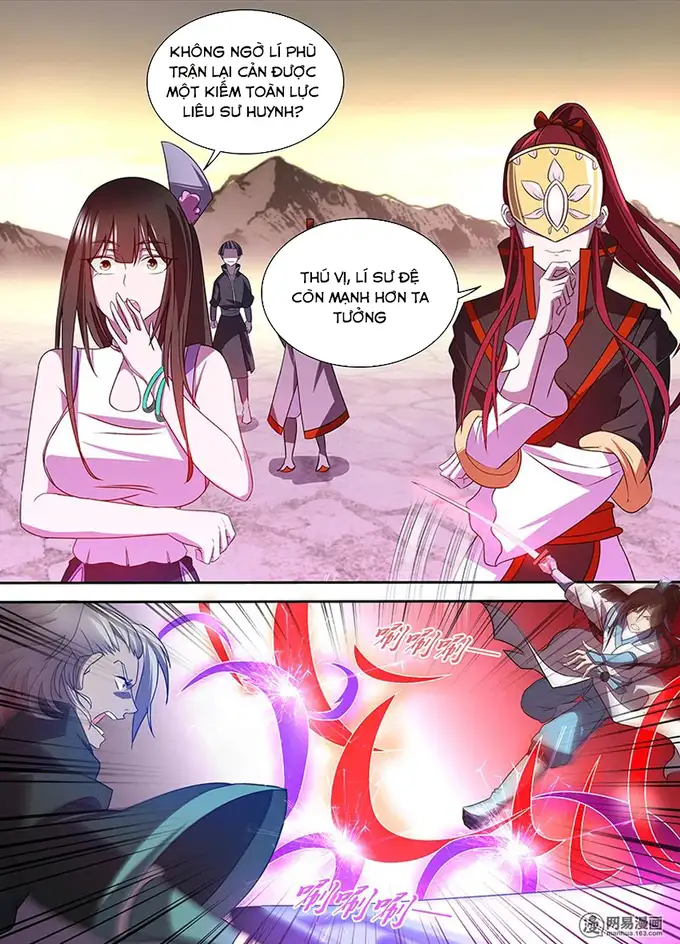 KHÔNG NGỜ LÍ PHÙ
TRẬN LẠI CẢN ĐƯỢC
MỘT KIẾM TOÀN LỰC
LIÊU SƯ HUYNH?
THÚ VỊ, LÍ SƯ ĐỆ
CÒN MẠNH HƠN TA
TƯỞNG
唰唰唰—
唰唰唰—
网易漫画
manhua.163.com